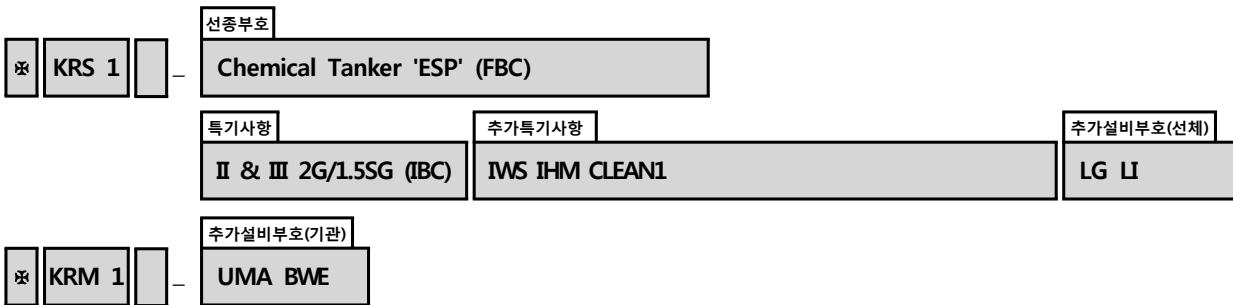 선종부호
✠ KRS 1 - Chemical Tanker 'ESP' (FBC)
특기사항 추가특기사항 추가설비부호(선체)
Ⅱ & Ⅲ 2G/1.5SG (IBC) IWS IHM CLEAN1 LG LI
추가설비부호(기관)
✠ KRM 1 - UMA BWE